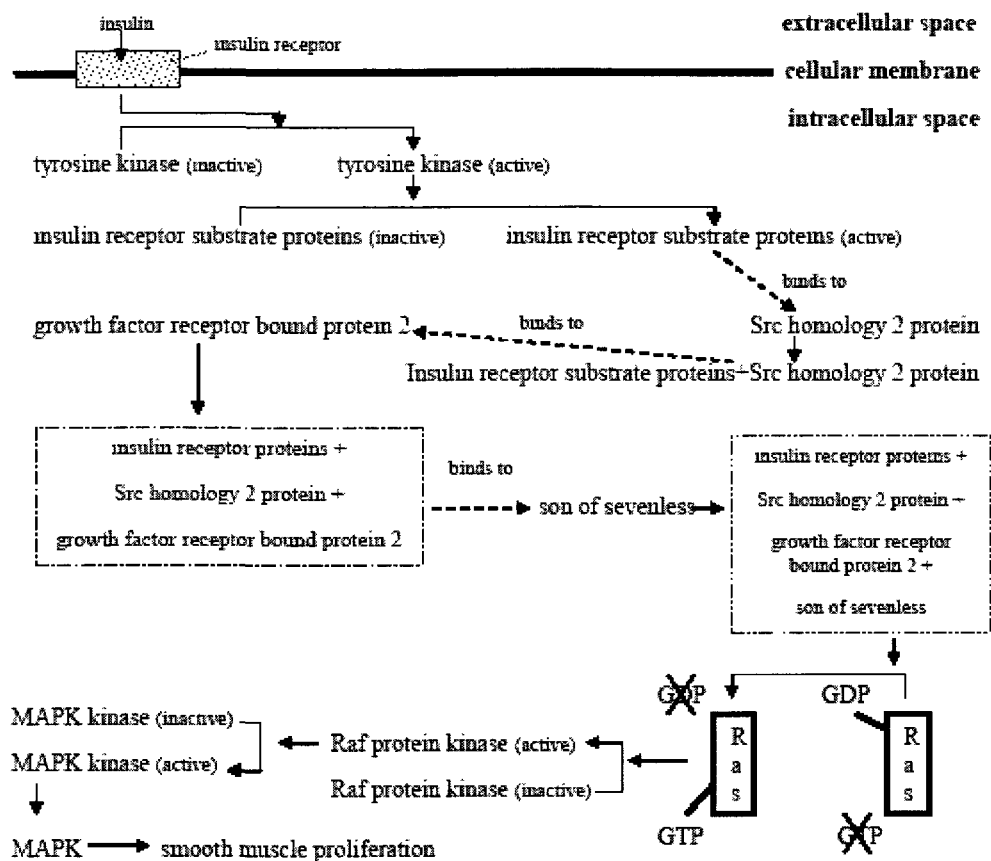 insulin
extracellular space
insulin receptor
cellular membrane
intracellular space
tyrosine kinase (inactive)
tyrosine kinase (active)
insulin receptor substrate proteins (inactive)
insulin receptor substrate proteins (active)
binds to
growth factor receptor bound protein 2
binds to
Src homology 2 protein
Insulin receptor substrate proteins+Src homology 2 protein
insulin receptor proteins +
Src homology 2 protein +
growth factor receptor bound protein 2
binds to
son of sevenless
insulin receptor proteins +
Src homology 2 protein +
growth factor receptor
bound protein 2 +
son of sevenless
GDP
GDP
Ras
Ras
GTP
GTP
MAPK kinase (inactive)
MAPK kinase (active)
Raf protein kinase (active)
Raf protein kinase (inactive)
MAPK
smooth muscle proliferation